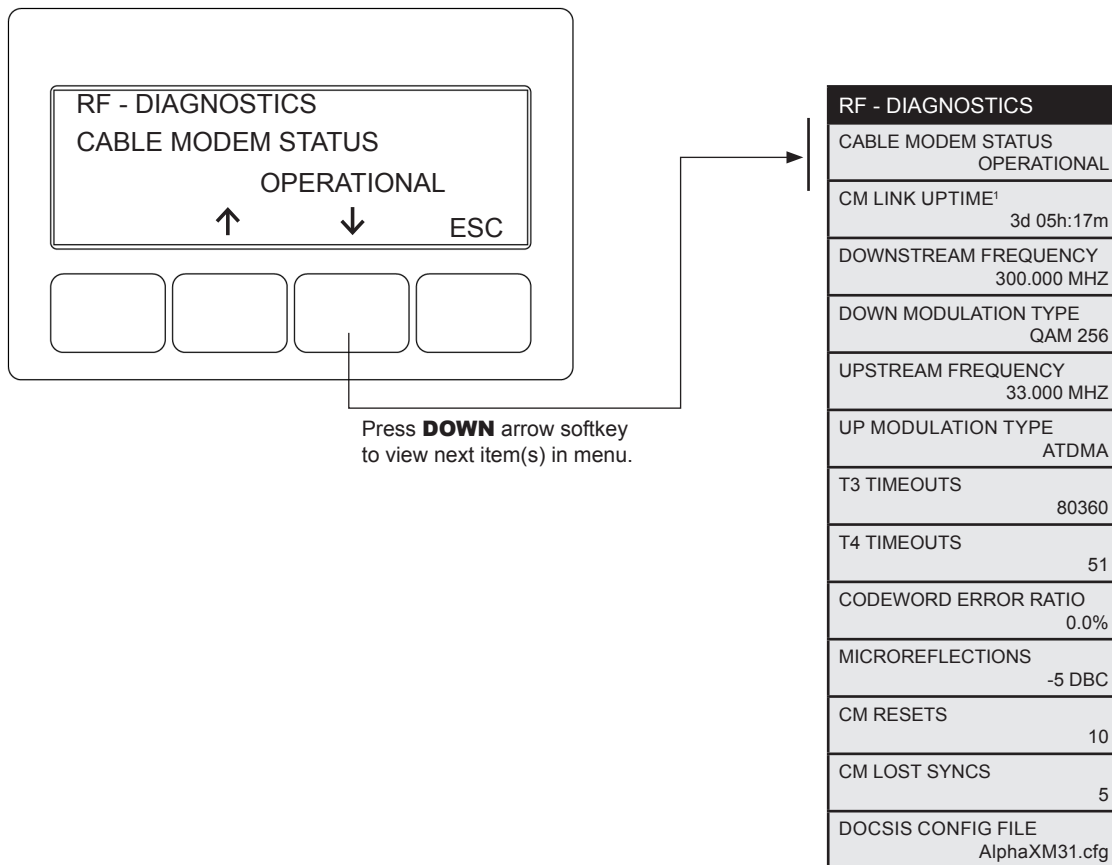 RF - DIAGNOSTICS
CABLE MODEM STATUS
OPERATIONAL
↑ ↓ ESC
Press DOWN arrow softkey
to view next item(s) in menu.
RF - DIAGNOSTICS
CABLE MODEM STATUS
OPERATIONAL
CM LINK UPTIME¹
3d 05h:17m
DOWNSTREAM FREQUENCY
300.000 MHZ
DOWN MODULATION TYPE
QAM 256
UPSTREAM FREQUENCY
33.000 MHZ
UP MODULATION TYPE
ATDMA
T3 TIMEOUTS
80360
T4 TIMEOUTS
51
CODEWORD ERROR RATIO
0.0%
MICROREFLECTIONS
-5 DBC
CM RESETS
10
CM LOST SYNCS
5
DOCSIS CONFIG FILE
AlphaXM31.cfg